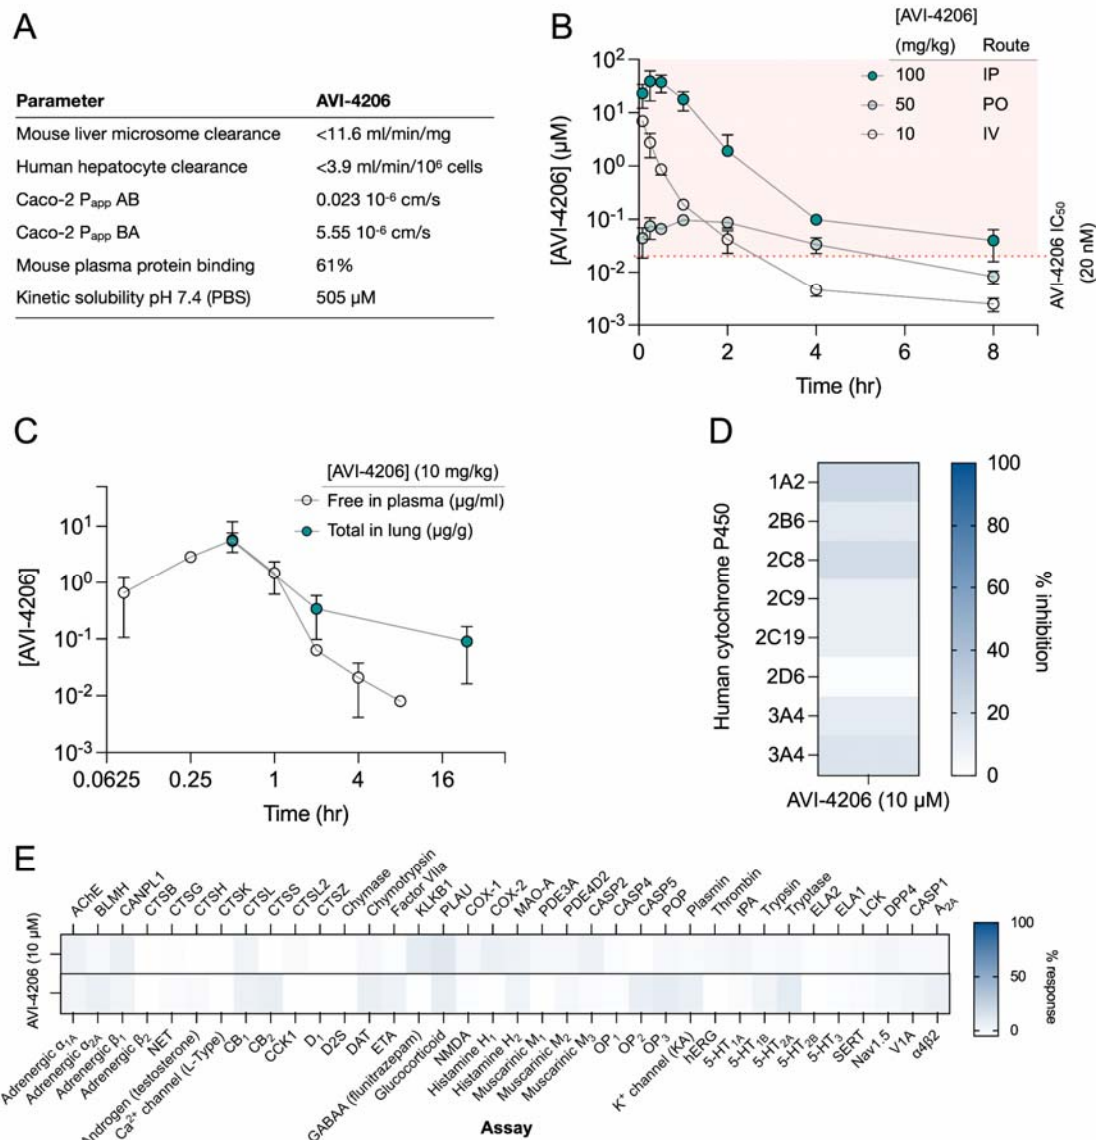 A
Parameter AVI-4206
Mouse liver microsome clearance <11.6 ml/min/mg
Human hepatocyte clearance <3.9 ml/min/10⁶ cells
Caco-2 Papp AB 0.023 10⁻⁶ cm/s
Caco-2 Papp BA 5.55 10⁻⁶ cm/s
Mouse plasma protein binding 61%
Kinetic solubility pH 7.4 (PBS) 505 µM
B
[AVI-4206]
(mg/kg) Route
100 IP
50 PO
10 IV
[AVI-4206] (µM)
10²
10¹
10⁰
10⁻¹
10⁻²
10⁻³
0 2 4 6 8
Time (hr)
AVI-4206 IC₅₀
(20 nM)
C
[AVI-4206] (10 mg/kg)
Free in plasma (µg/ml)
Total in lung (µg/g)
[AVI-4206]
10¹
10⁰
10⁻¹
10⁻²
10⁻³
0.0625 0.25 1 4 16
Time (hr)
D
Human cytochrome P450
1A2
2B6
2C8
2C9
2C19
2D6
3A4
3A4
AVI-4206 (10 µM)
100
80
60
40
20
0
% inhibition
E
AChE
BLMH
CANPL1
CTSB
CTSG
CTSH
CTSK
CTSL
CTSS
CTSL2
CTSZ
Chymase
Chymotrypsin
Factor VIIa
KLKB1
PLAU
COX-1
COX-2
MAO-A
PDE3A
PDE4D2
CASP2
CASP4
CASP5
POP
Plasmin
Thrombin
tPA
Trypsin
Tryptase
ELA2
ELA1
LCK
DPP4
CASP1
A₂A
AVI-4206 (10 µM)
100
50
0
% response
Adrenergic α₁A
Adrenergic α₂A
Adrenergic β₁
Adrenergic β₂
NET
Androgen (testosterone)
Ca²⁺ channel (L-Type)
CB₁
CB₂
CCK1
D₁
D2S
DAT
ETA
GABAA (flunitrazepam)
Glucocorticoid
NMDA
Histamine H₁
Histamine H₂
Muscarinic M₁
Muscarinic M₂
Muscarinic M₃
OP₁
OP₂
OP₃
K⁺ channel (KA)
hERG
5-HT₁A
5-HT₁B
5-HT₂A
5-HT₂B
5-HT₃
SERT
Nav1.5
V1A
α4β2
Assay